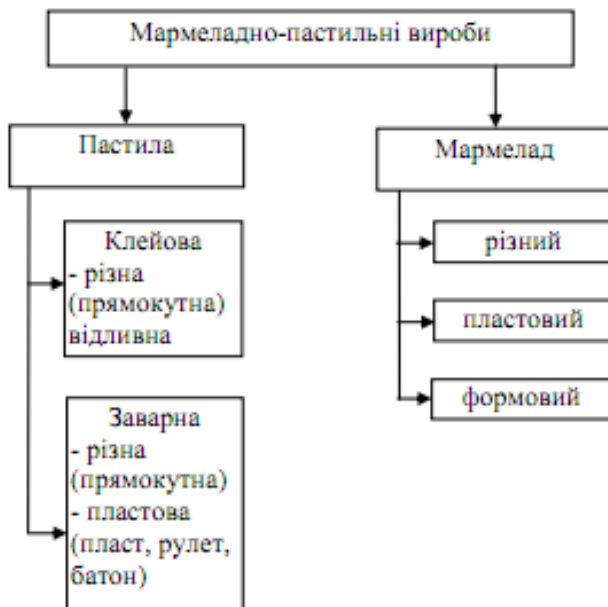 Мармеладно-пастильні вироби
Пастила
Мармелад
Клейова
- різна
(прямокутна)
відливна
Заварна
- різна
(прямокутна)
- пластова
(пласт, рулет,
батон)
різний
пластовий
формовий